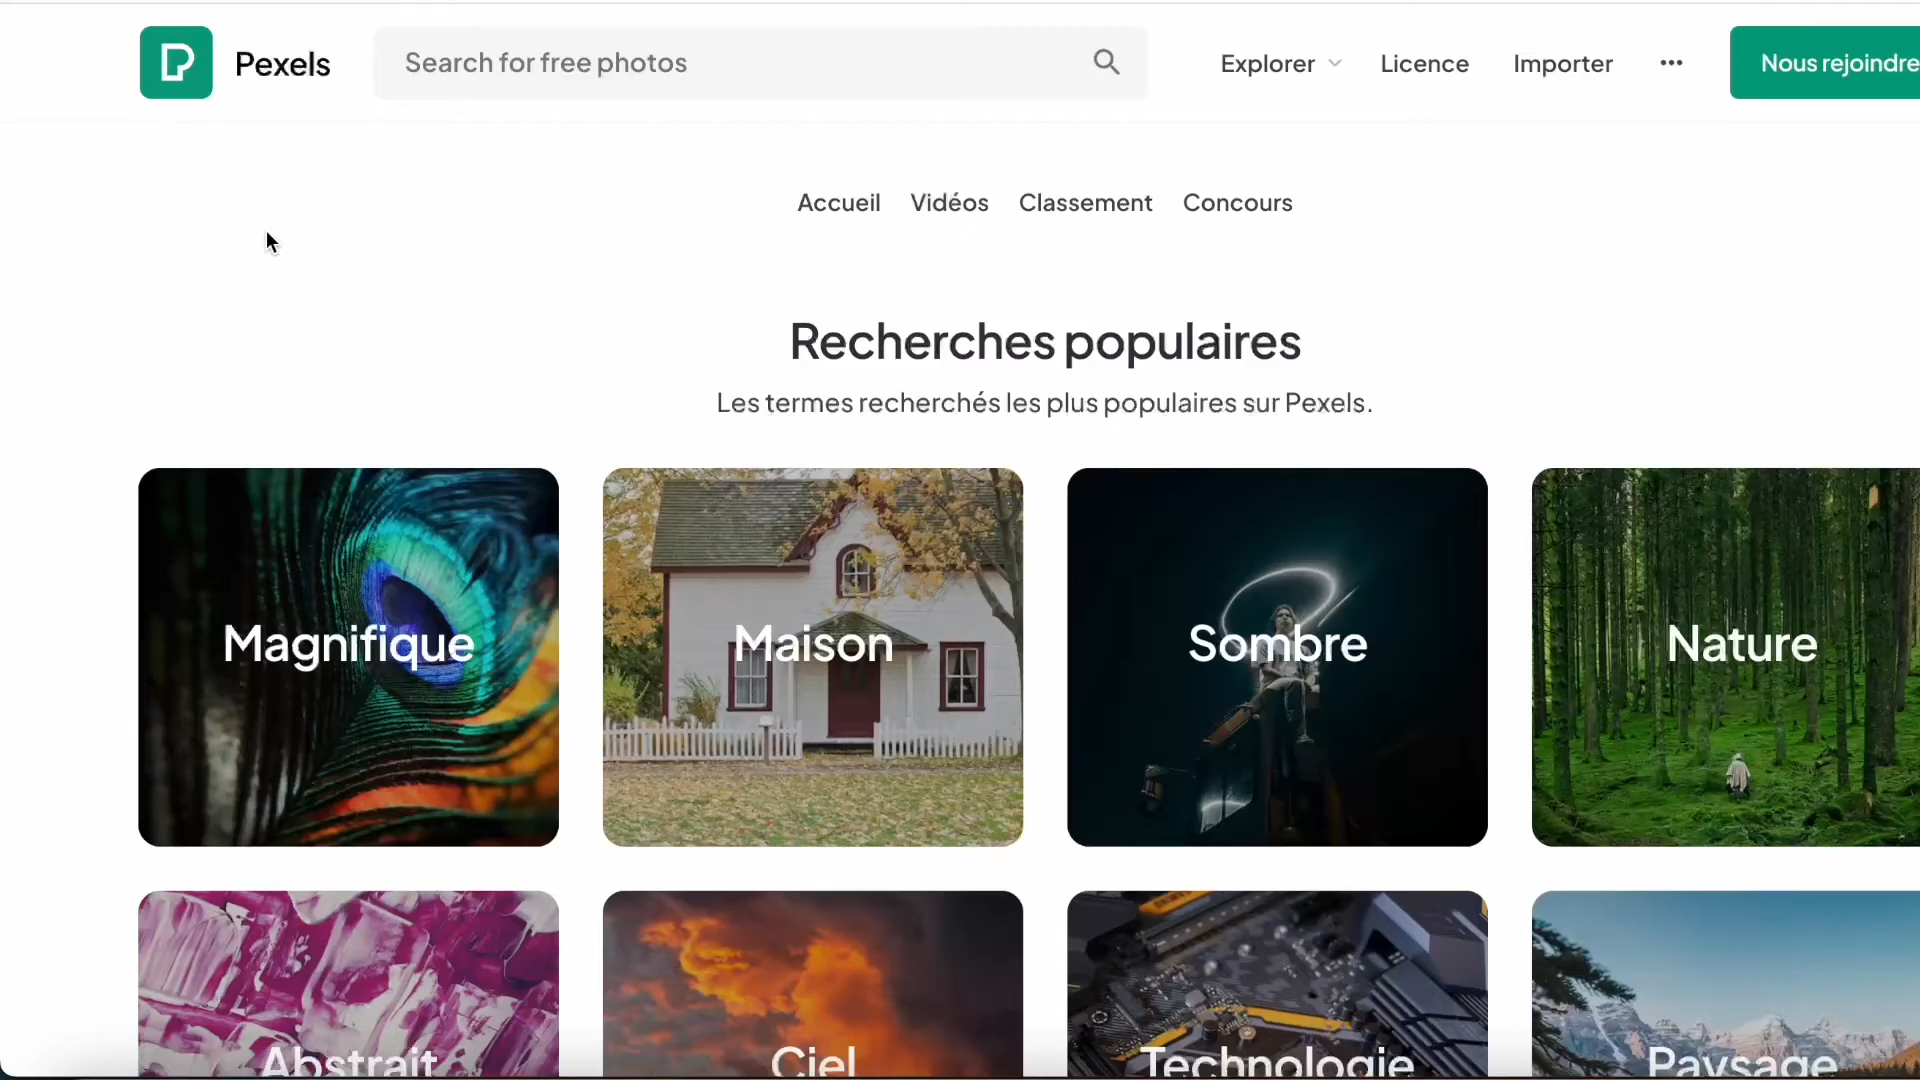 Pexels
Search for free photos
Explorer
Licence
Importer
Nous rejoindre
Accueil
Vidéos
Classement
Concours
Recherches populaires
Les termes recherchés les plus populaires sur Pexels.
Magnifique
Maison
Sombre
Nature
Abstrait
Ciel
Technologie
Paysage